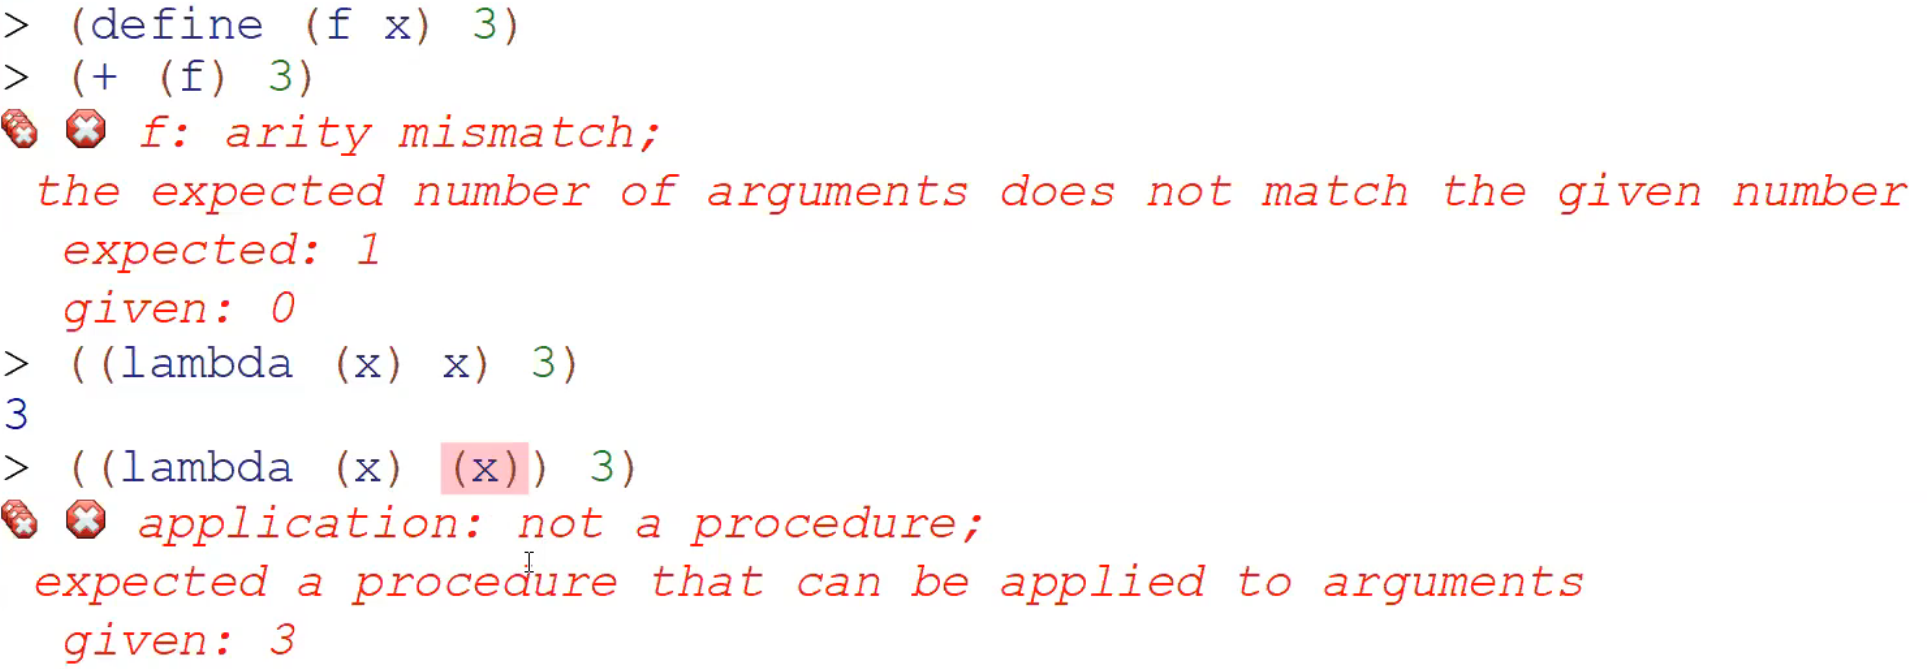 > (define (f x) 3)
> (+ (f) 3)
f: arity mismatch;
the expected number of arguments does not match the given number
expected: 1
given: 0
> ((lambda (x) x) 3)
3
> ((lambda (x) (x)) 3)
application: not a procedure;
expected a procedure that can be applied to arguments
given: 3